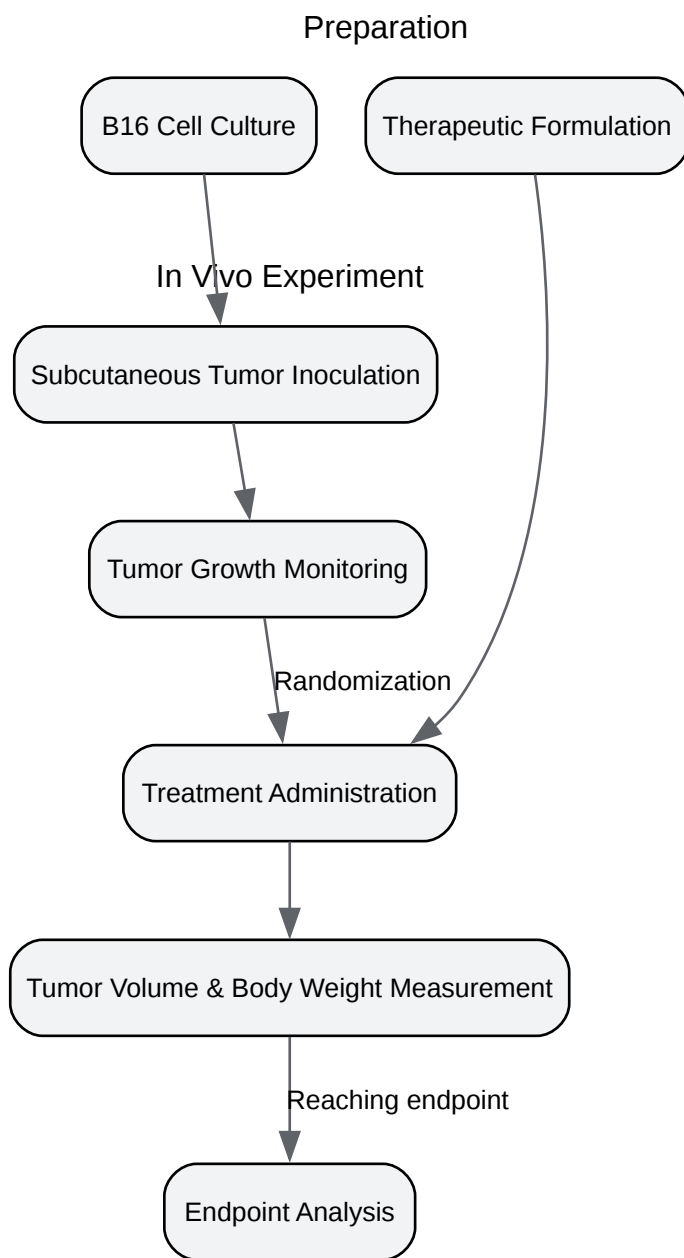 Preparation
B16 Cell Culture
Therapeutic Formulation
In Vivo Experiment
Subcutaneous Tumor Inoculation
Tumor Growth Monitoring
Randomization
Treatment Administration
Tumor Volume & Body Weight Measurement
Reaching endpoint
Endpoint Analysis